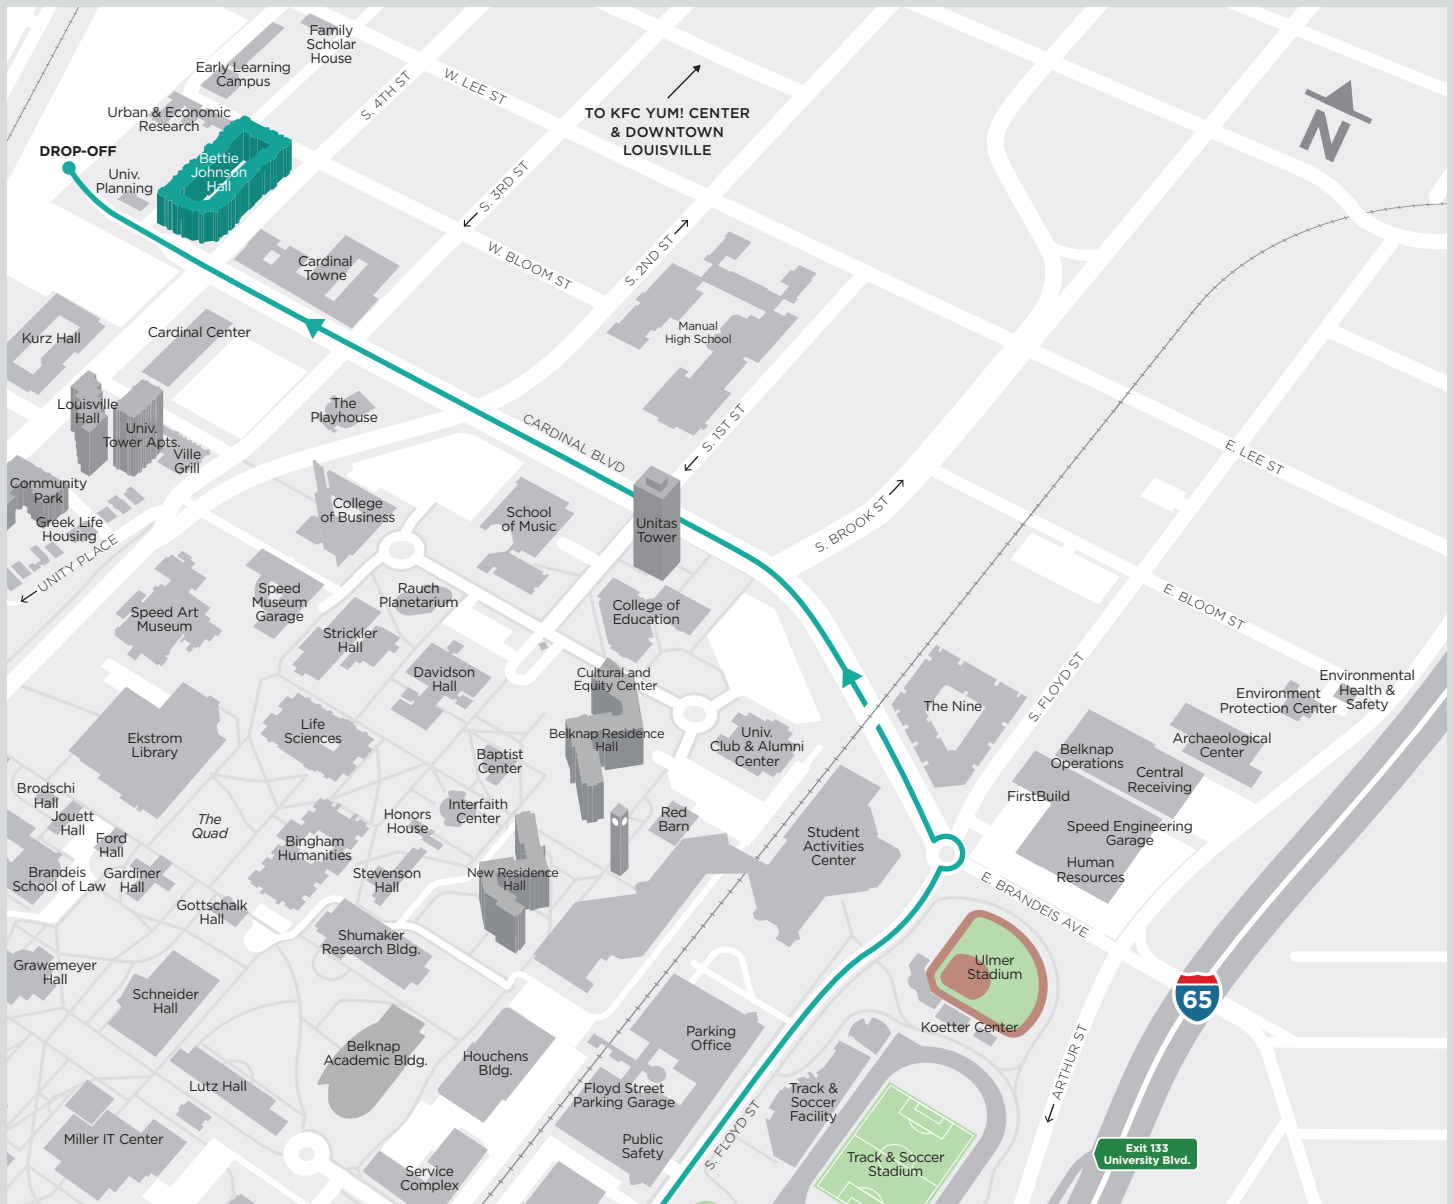 Family
Scholar
House
Early Learning
Campus
S. 4TH ST
W. LEE ST
TO KFC YUM! CENTER
& DOWNTOWN
LOUISVILLE
N
Urban & Economic
Research
DROP-OFF
Bettie
Johnson
Hall
Univ.
Planning
S. 3RD ST
Cardinal
Towne
W. BLOOM ST
S. 2ND ST
Kurz Hall
Cardinal Center
Manual
High School
Louisville
Hall
Univ.
Tower Apts.
Ville
Grill
The
Playhouse
CARDINAL BLVD
S. 1ST ST
E. LEE ST
Community
Park
Greek Life
Housing
UNITY PLACE
College
of Business
School
of Music
Unitas
Tower
S. BROOK ST
Speed Art
Museum
Speed
Museum
Garage
Rauch
Planetarium
Strickler
Hall
College of
Education
E. BLOOM ST
Davidson
Hall
Cultural and
Equity Center
S. FLOYD ST
Environmental
Health &
Safety
Environment
Protection Center
The Nine
Ekstrom
Library
Life
Sciences
Belknap Residence
Hall
Univ.
Club & Alumni
Center
Archaeological
Center
Belknap
Operations
Baptist
Center
Central
Receiving
Brodschi
Hall
Jouett
Hall
The
Quad
Honors
House
Interfaith
Center
Red
Barn
FirstBuild
Ford
Hall
Bingham
Humanities
Student
Activities
Center
Speed Engineering
Garage
Brandeis
School of Law
Gardiner
Hall
Stevenson
Hall
New Residence
Hall
Human
Resources
Gottschalk
Hall
E. BRANDEIS AVE
Shumaker
Research Bldg.
Grawemeyer
Hall
Ulmer
Stadium
Schneider
Hall
65
Koetter Center
Parking
Office
Belknap
Academic Bldg.
Houchens
Bldg.
Lutz Hall
Floyd Street
Parking Garage
Track &
Soccer
Facility
ARTHUR ST
S. FLOYD ST
Miller IT Center
Public
Safety
Exit 133
University Blvd.
Service
Complex
Track & Soccer
Stadium